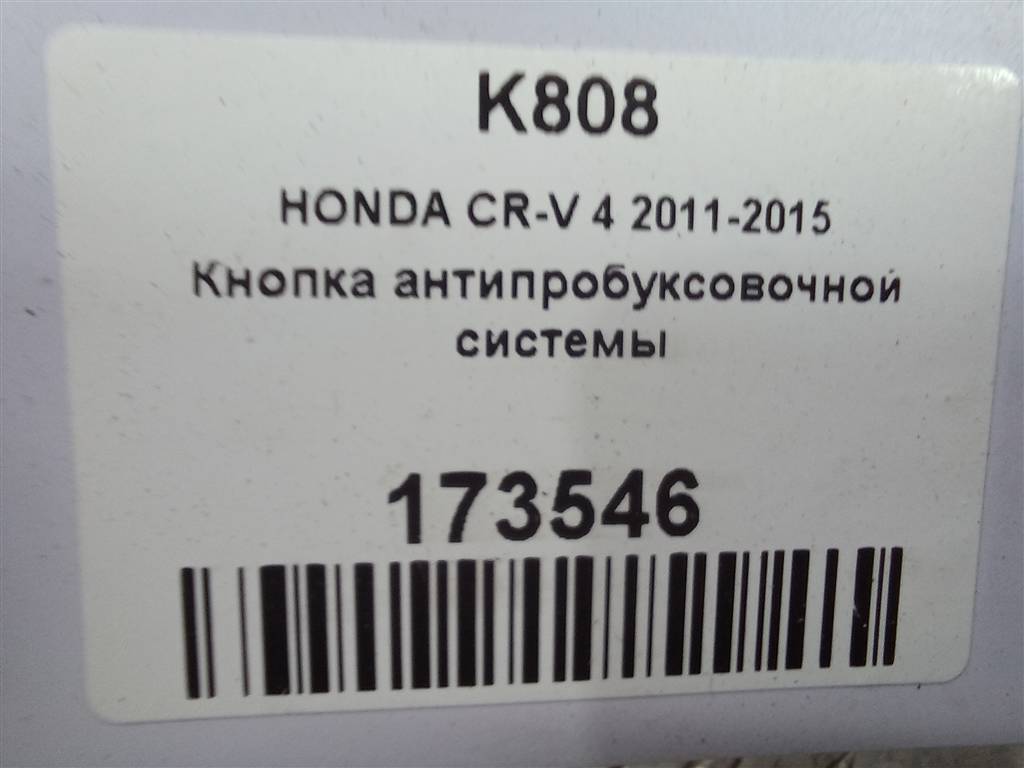 K808
HONDA CR-V 4 2011-2015
Кнопка антипробуксовочной
системы
173546